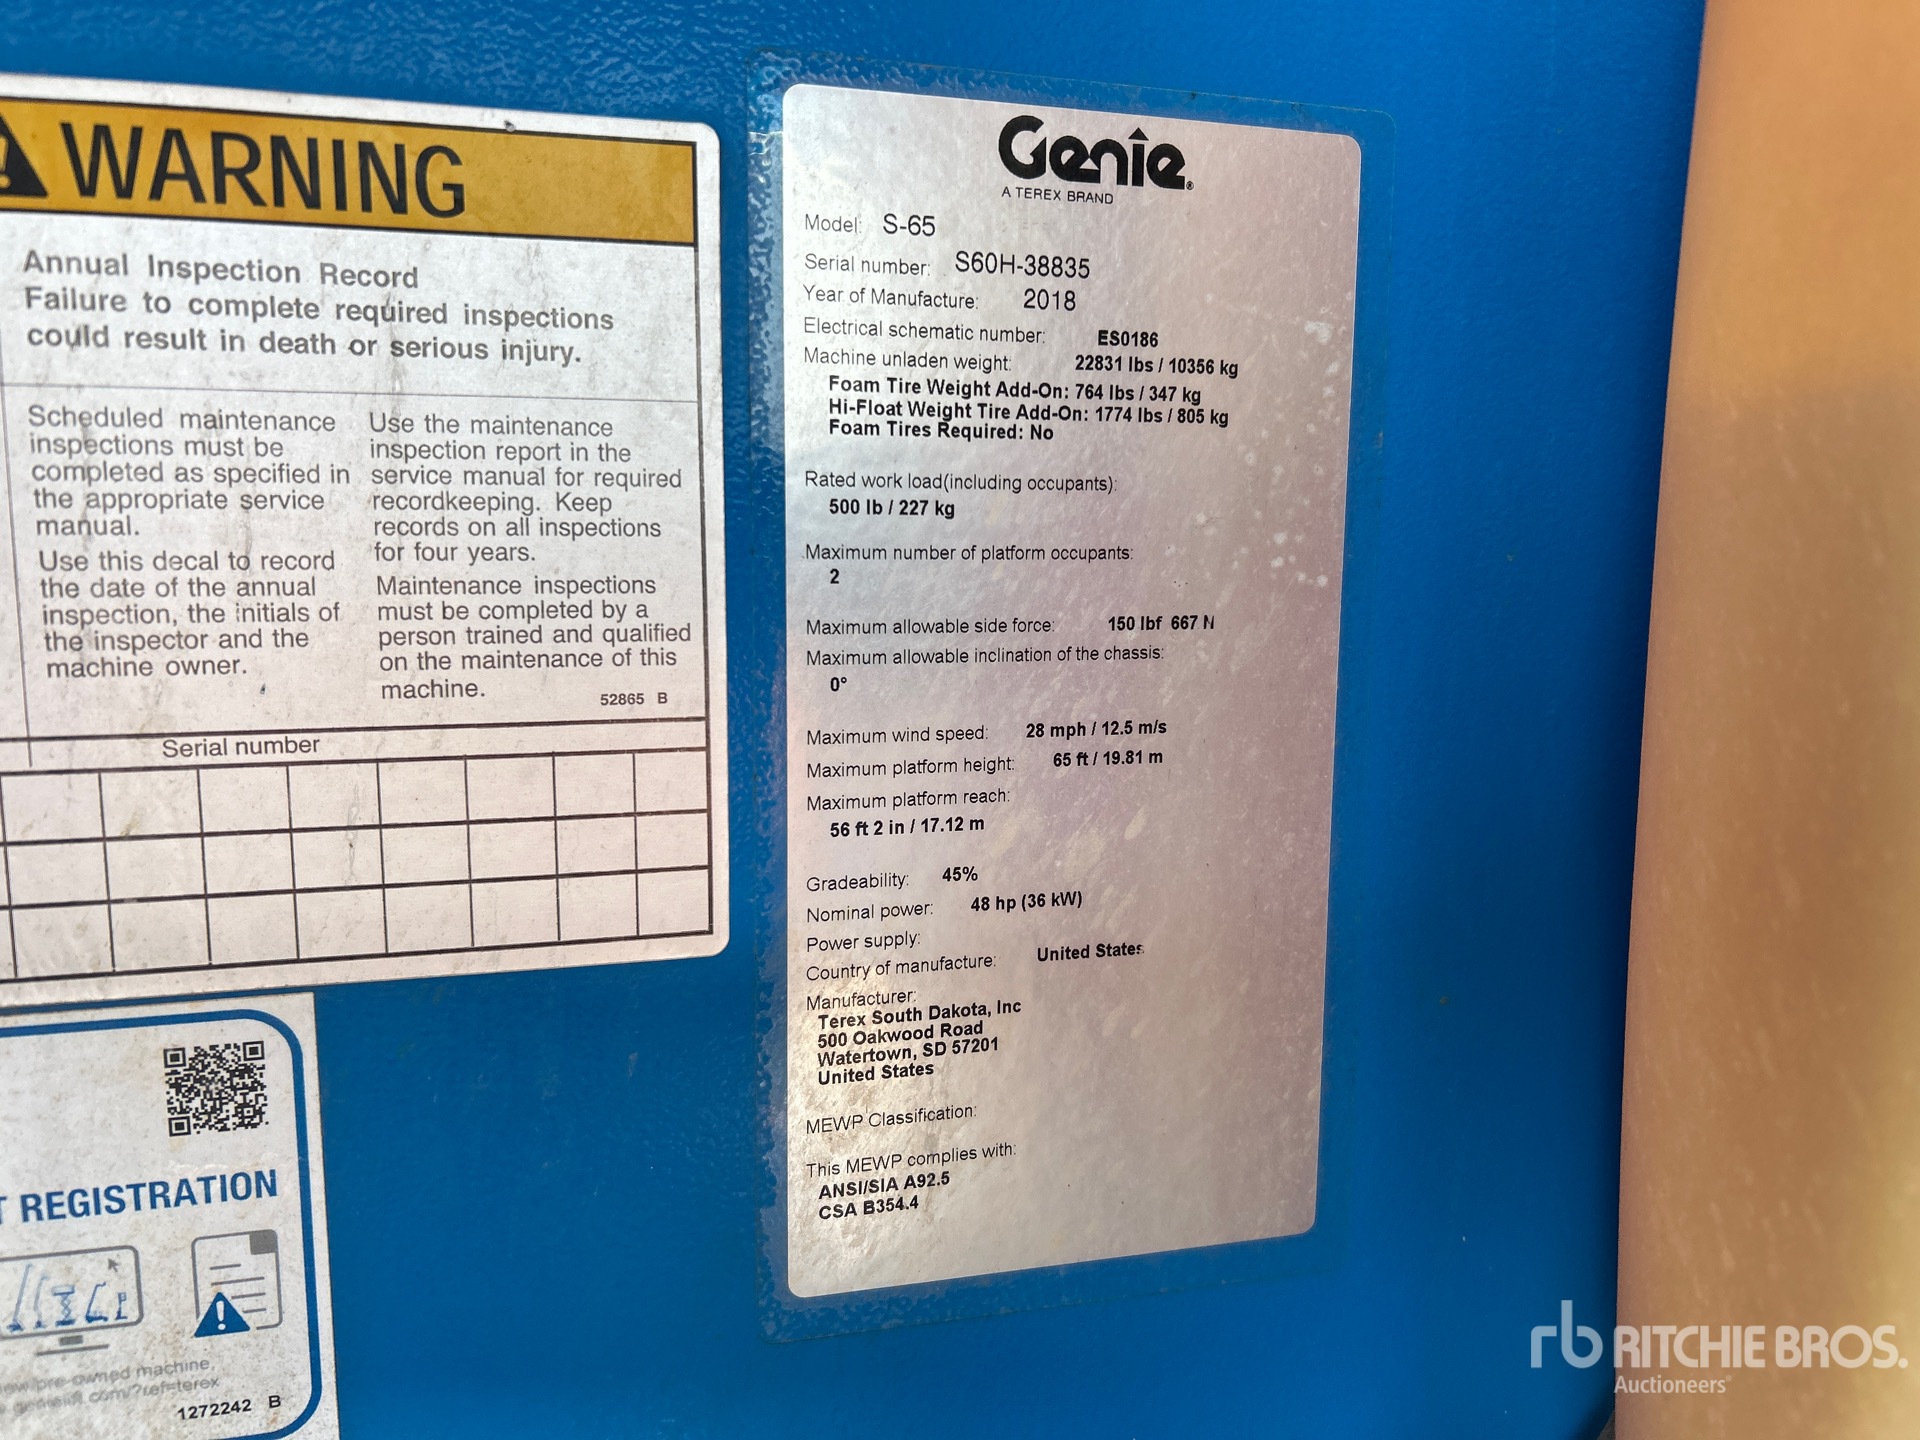 WARNING
Annual Inspection Record
Failure to complete required inspections
could result in death or serious injury.
Scheduled maintenance
inspections must be
completed as specified in
the appropriate service
manual.
Use this decal to record
the date of the annual
inspection, the initials of
the inspector and the
machine owner.
Use the maintenance
inspection report in the
service manual for required
recordkeeping. Keep
records on all inspections
for four years.
Maintenance inspections
must be completed by a
person trained and qualified
on the maintenance of this
machine.
52865 B
Serial number
REGISTRATION
pre-owned machine,
com/?ref=terex
1272242 B
Genie®
A TEREX BRAND
Model: S-65
Serial number: S60H-38835
Year of Manufacture: 2018
Electrical schematic number: ES0186
Machine unladen weight: 22831 lbs / 10356 kg
Foam Tire Weight Add-On: 764 lbs / 347 kg
Hi-Float Weight Tire Add-On: 1774 lbs / 805 kg
Foam Tires Required: No
Rated work load(including occupants):
500 lb / 227 kg
Maximum number of platform occupants:
2
Maximum allowable side force: 150 lbf 667 N
Maximum allowable inclination of the chassis:
0°
Maximum wind speed: 28 mph / 12.5 m/s
Maximum platform height: 65 ft / 19.81 m
Maximum platform reach:
56 ft 2 in / 17.12 m
Gradeability: 45%
Nominal power: 48 hp (36 kW)
Power supply:
Country of manufacture: United States
Manufacturer:
Terex South Dakota, Inc
500 Oakwood Road
Watertown, SD 57201
United States
MEWP Classification:
This MEWP complies with:
ANSI/SIA A92.5
CSA B354.4
rb RITCHIE BROS.
Auctioneers